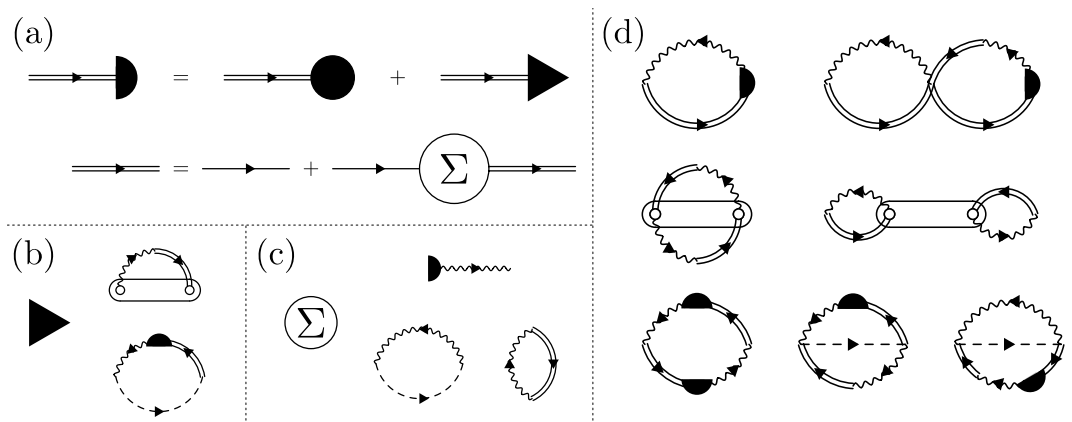 (a)
= +
= + Σ
(b)
(c)
Σ
(d)